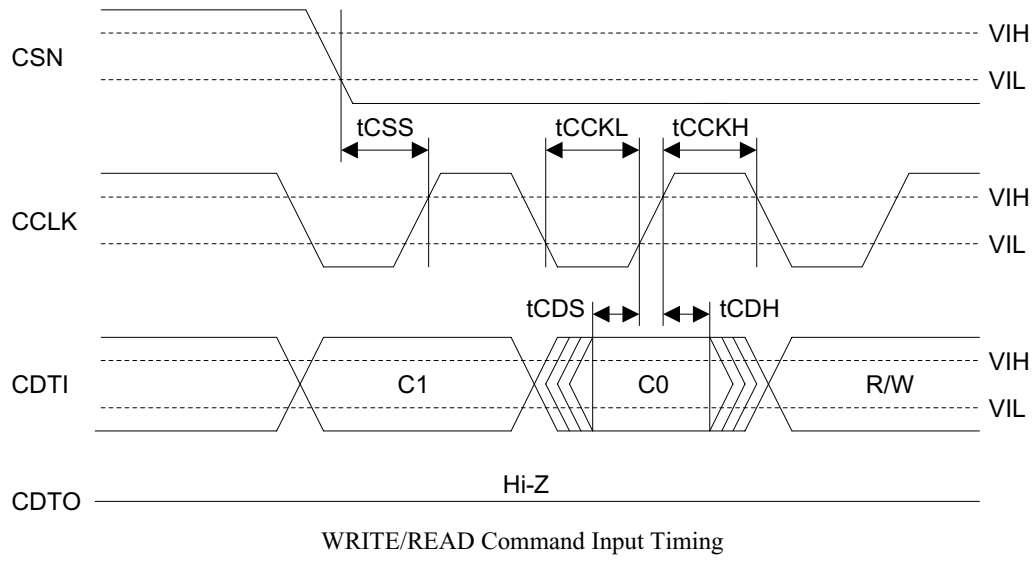 CSN
VIH
VIL
tCSS
tCCKL
tCCKH
CCLK
VIH
VIL
tCDS
tCDH
CDTI
C1
C0
R/W
VIH
VIL
CDTO
Hi-Z
WRITE/READ Command Input Timing